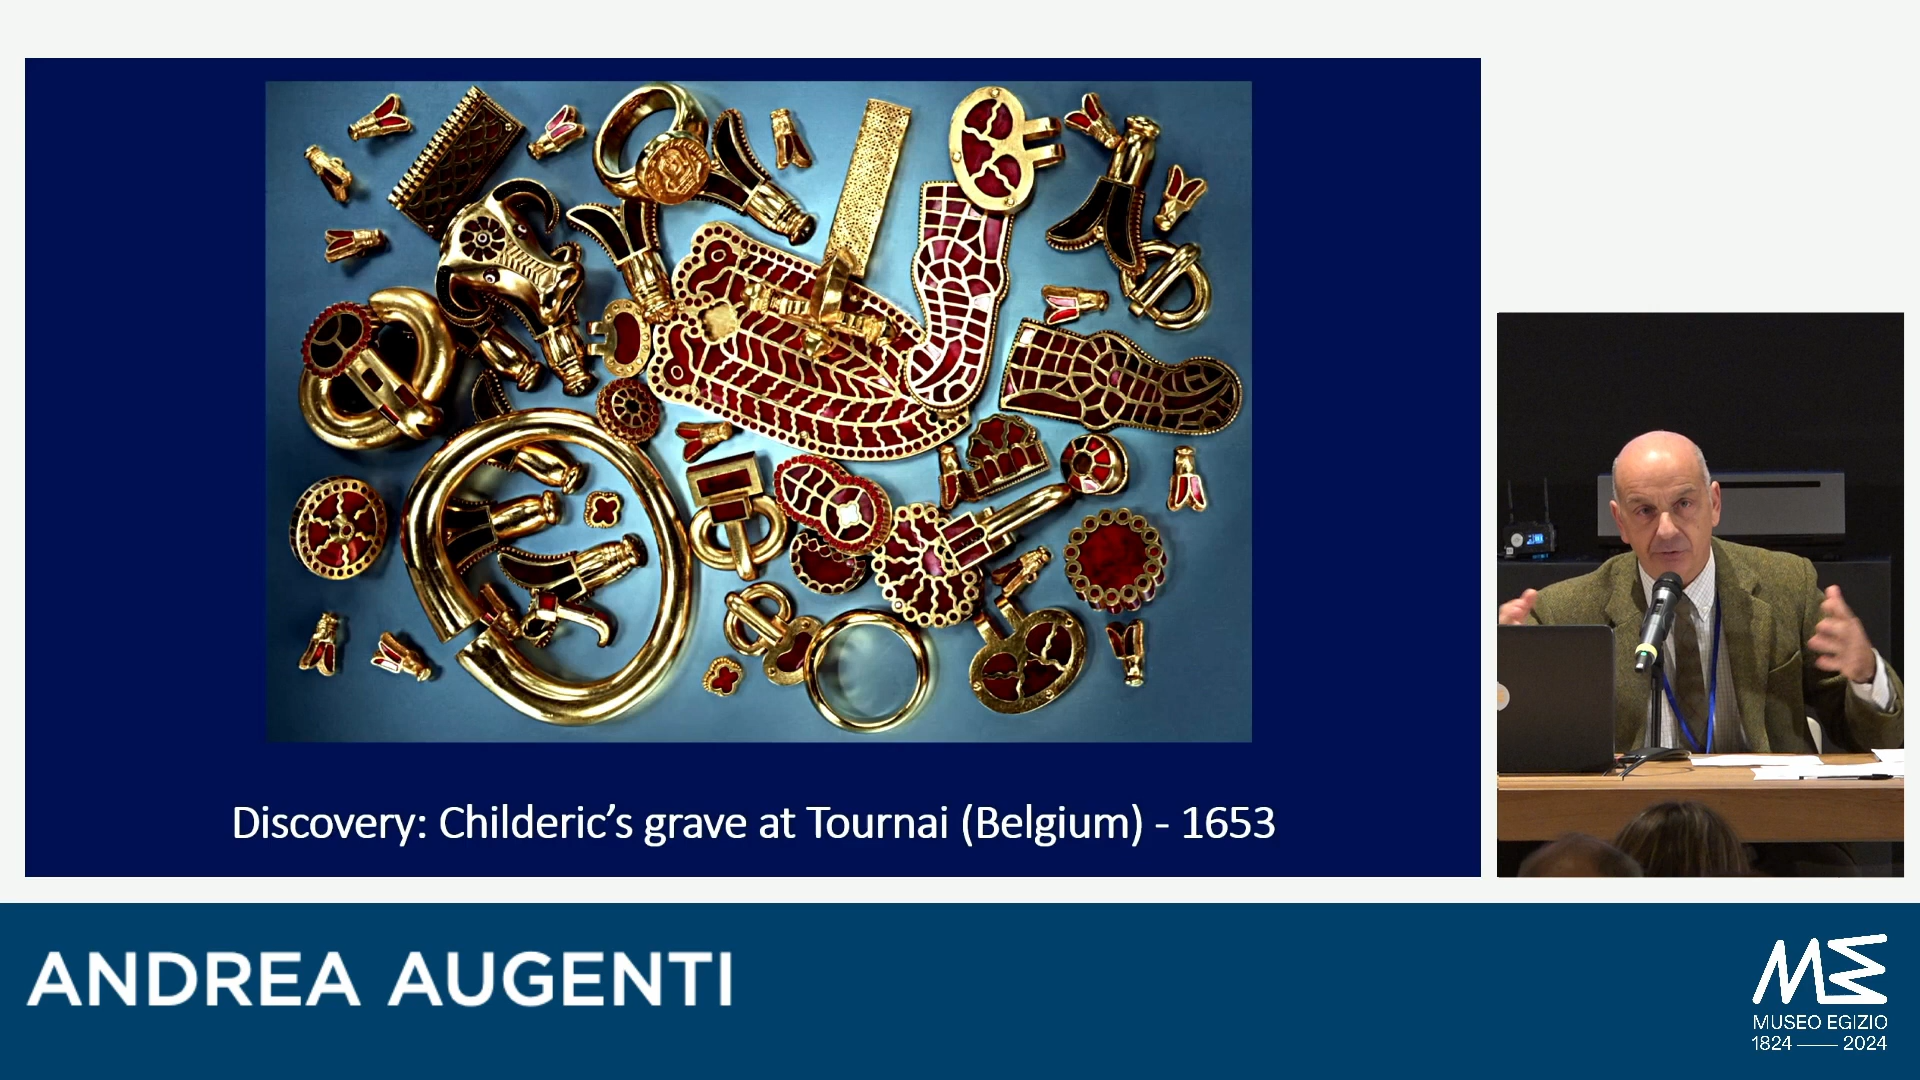 Discovery: Childeric’s grave at Tournai (Belgium) - 1653
ANDREA AUGENTI
MUSEO EGIZIO
1824 — 2024